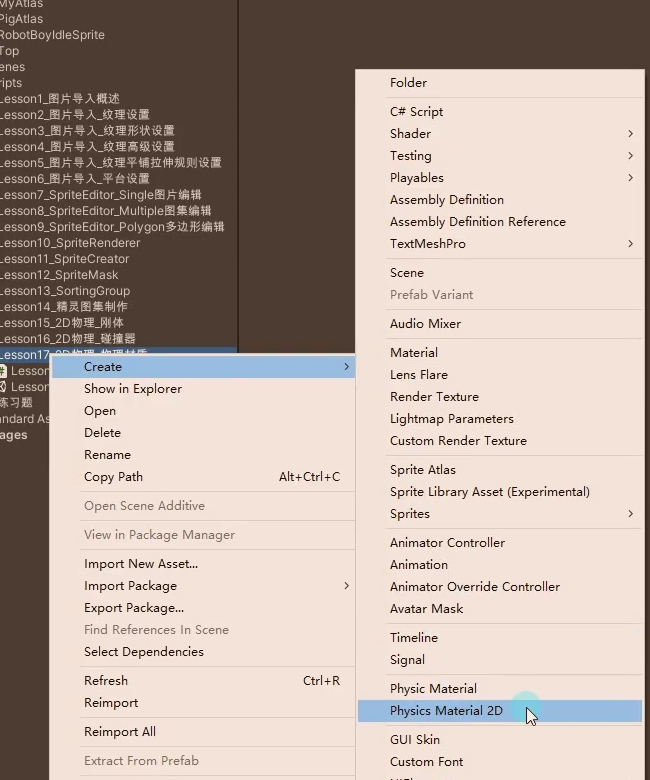 MyAtlas
PigAtlas
RobotBoyIdleSprite
Top
enes
ripts
Lesson1_图片导入概述
Lesson2_图片导入_纹理设置
Lesson3_图片导入_纹理形状设置
Lesson4_图片导入_纹理高级设置
Lesson5_图片导入_纹理平铺拉伸规则设置
Lesson6_图片导入_平台设置
Lesson7_SpriteEditor_Single图片编辑
Lesson8_SpriteEditor_Multiple图集编辑
Lesson9_SpriteEditor_Polygon多边形编辑
Lesson10_SpriteRenderer
Lesson11_SpriteCreator
Lesson12_SpriteMask
Lesson13_SortingGroup
Lesson14_精灵图集制作
Lesson15_2D物理_刚体
Lesson16_2D物理_碰撞器
Lesson17_2D物理_物理材质
Lesson
Lesson
练习题
andard As
ages
Create
Show in Explorer
Open
Delete
Rename
Copy Path Alt+Ctrl+C
Open Scene Additive
View in Package Manager
Import New Asset...
Import Package
Export Package...
Find References In Scene
Select Dependencies
Refresh Ctrl+R
Reimport
Reimport All
Extract From Prefab
Folder
C# Script
Shader
Testing
Playables
Assembly Definition
Assembly Definition Reference
TextMeshPro
Scene
Prefab Variant
Audio Mixer
Material
Lens Flare
Render Texture
Lightmap Parameters
Custom Render Texture
Sprite Atlas
Sprite Library Asset (Experimental)
Sprites
Animator Controller
Animation
Animator Override Controller
Avatar Mask
Timeline
Signal
Physic Material
Physics Material 2D
GUI Skin
Custom Font